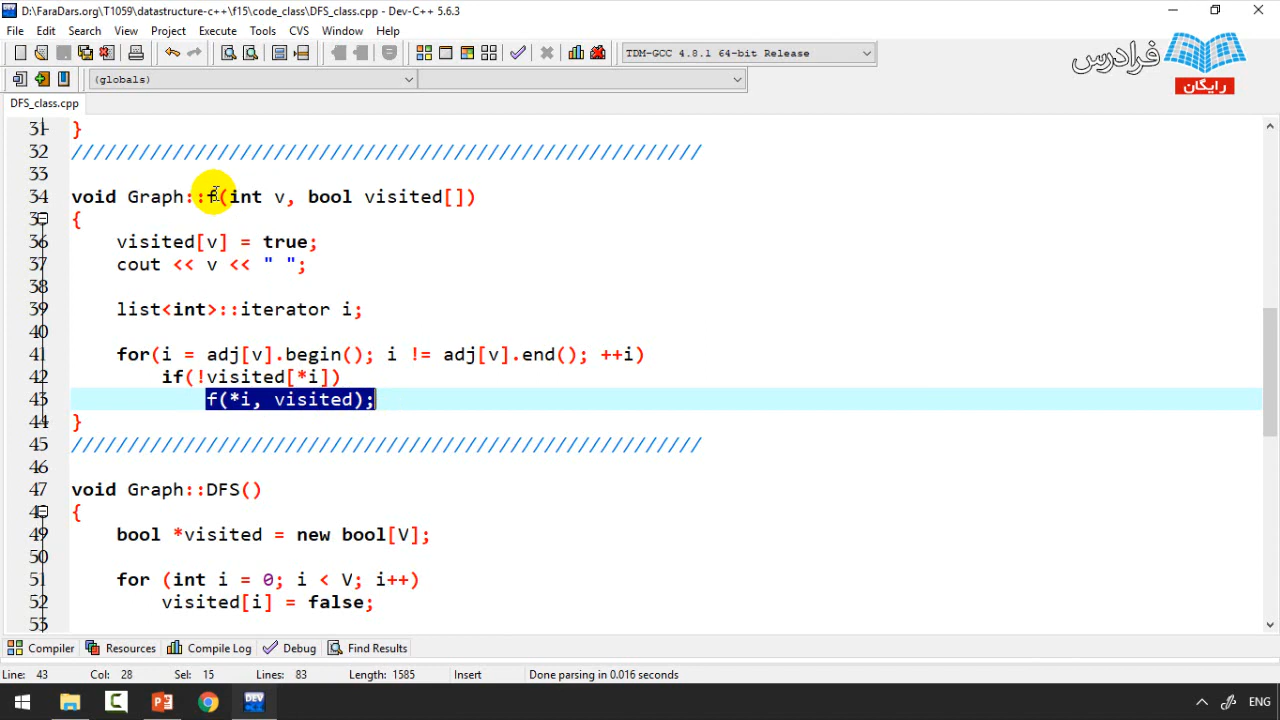 D:\FaraDars.org\T1059\datastructure-c++\f15\code_class\DFS_class.cpp - Dev-C++ 5.6.3
File Edit Search View Project Execute Tools CVS Window Help
TDM-GCC 4.8.1 64-bit Release
(globals)
فرادرس
رایگان
DFS_class.cpp
31 }
32 ////////////////////////////////////////////////////////
33
34 void Graph::f(int v, bool visited[])
35 {
36 visited[v] = true;
37 cout << v << " ";
38
39 list<int>::iterator i;
40
41 for(i = adj[v].begin(); i != adj[v].end(); ++i)
42 if(!visited[*i])
43 f(*i, visited);
44 }
45 ////////////////////////////////////////////////////////
46
47 void Graph::DFS()
48 {
49 bool *visited = new bool[V];
50
51 for (int i = 0; i < V; i++)
52 visited[i] = false;
53
Compiler Resources Compile Log Debug Find Results
Line: 43 Col: 28 Sel: 15 Lines: 83 Length: 1585 Insert Done parsing in 0.016 seconds
DEV ENG